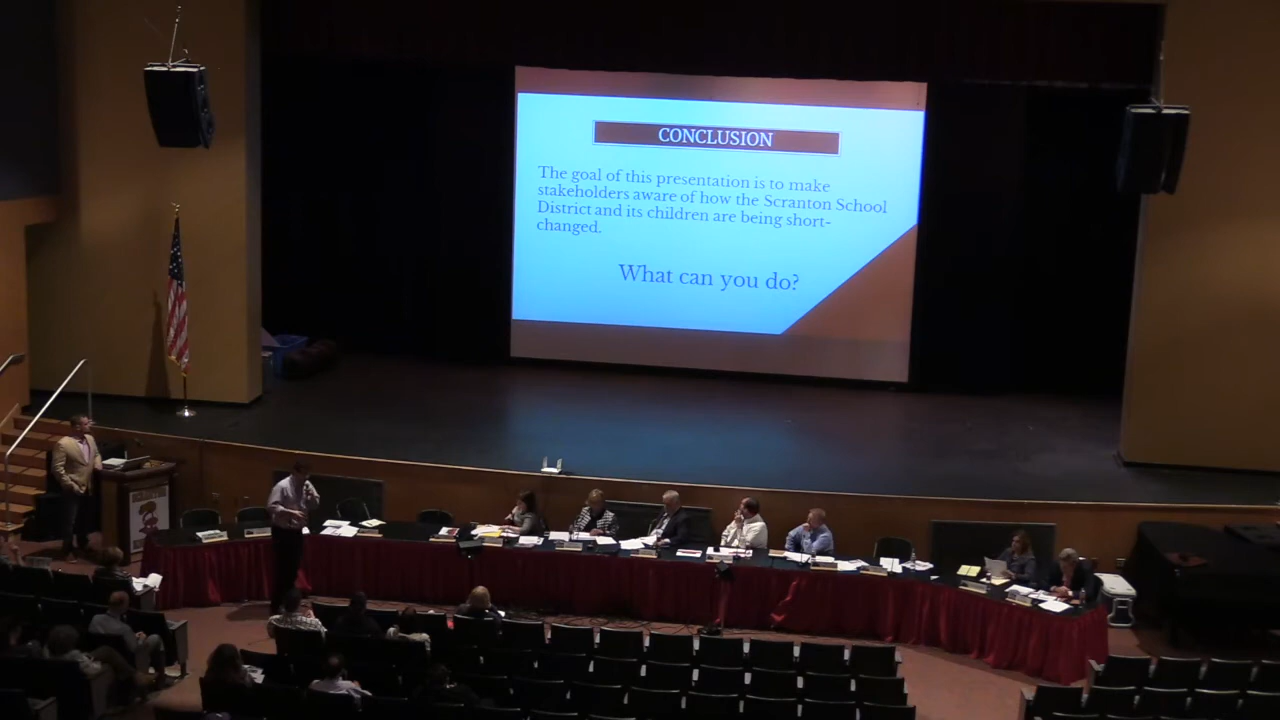 CONCLUSION
The goal of this presentation is to make
stakeholders aware of how the Scranton School
District and its children are being short-
changed.
What can you do?
SCRANTON